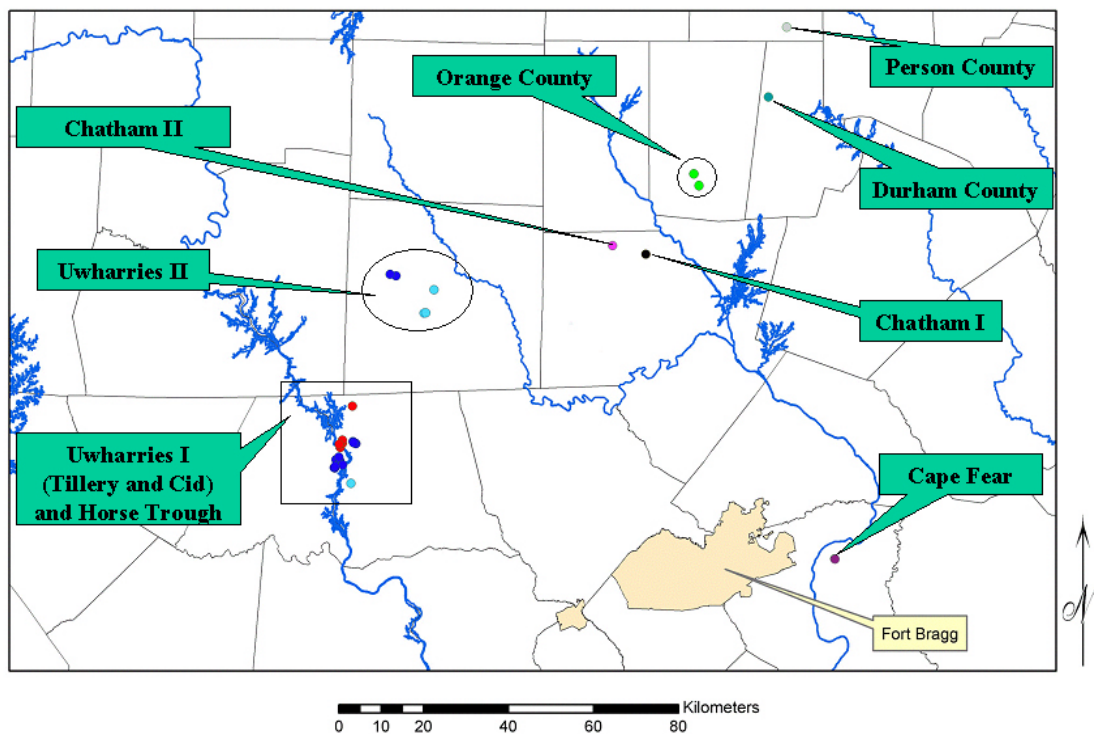 Person County
Orange County
Chatham II
Durham County
Uwharries II
Chatham I
Uwharries I
(Tillery and Cid)
and Horse Trough
Cape Fear
Fort Bragg
N
Kilometers
0 10 20 40 60 80